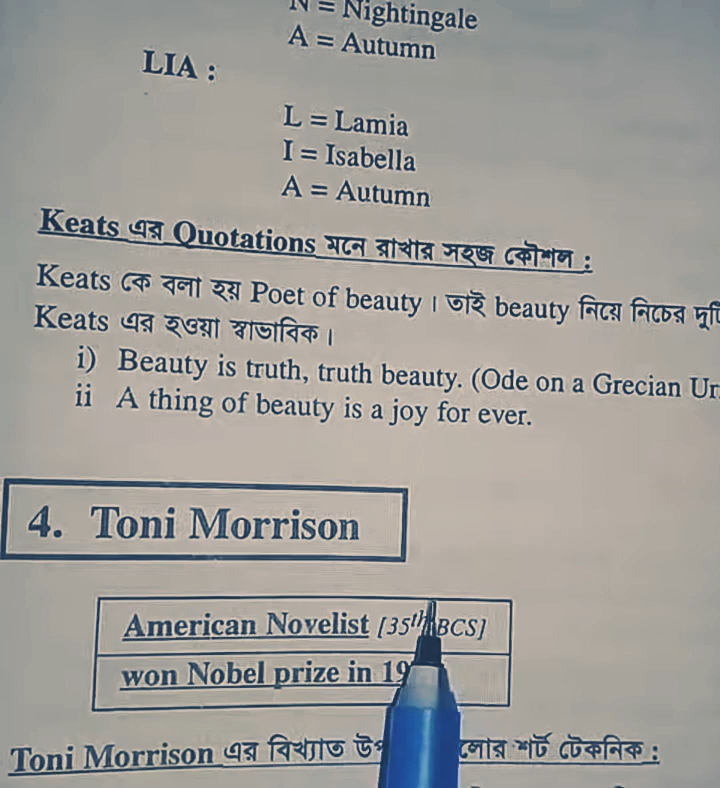 N = Nightingale
A = Autumn
LIA :
L = Lamia
I = Isabella
A = Autumn
Keats এর Quotations মনে রাখার সহজ কৌশল :
Keats কে বলা হয় Poet of beauty । তাই beauty নিয়ে নিচের
Keats এর হওয়া স্বাভাবিক ।
i) Beauty is truth, truth beauty. (Ode on a Grecian
ii A thing of beauty is a joy for ever.
4. Toni Morrison
American Novelist [35th BCS]
won Nobel prize in
Toni Morrison এর বিখ্যাত শর্ট টেকনিক :